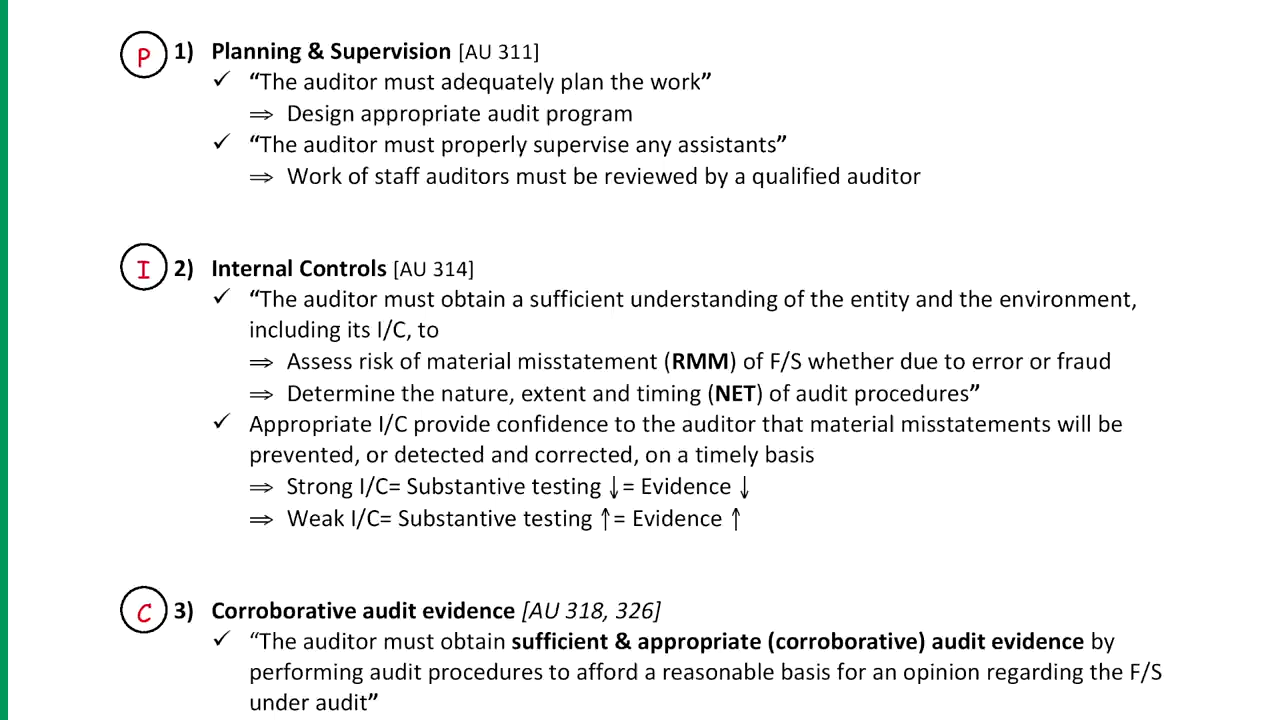 P 1) Planning & Supervision [AU 311]
✓ “The auditor must adequately plan the work”
⇒ Design appropriate audit program
✓ “The auditor must properly supervise any assistants”
⇒ Work of staff auditors must be reviewed by a qualified auditor
I 2) Internal Controls [AU 314]
✓ “The auditor must obtain a sufficient understanding of the entity and the environment,
including its I/C, to
⇒ Assess risk of material misstatement (RMM) of F/S whether due to error or fraud
⇒ Determine the nature, extent and timing (NET) of audit procedures”
✓ Appropriate I/C provide confidence to the auditor that material misstatements will be
prevented, or detected and corrected, on a timely basis
⇒ Strong I/C= Substantive testing ↓= Evidence ↓
⇒ Weak I/C= Substantive testing ↑= Evidence ↑
C 3) Corroborative audit evidence [AU 318, 326]
✓ “The auditor must obtain sufficient & appropriate (corroborative) audit evidence by
performing audit procedures to afford a reasonable basis for an opinion regarding the F/S
under audit”